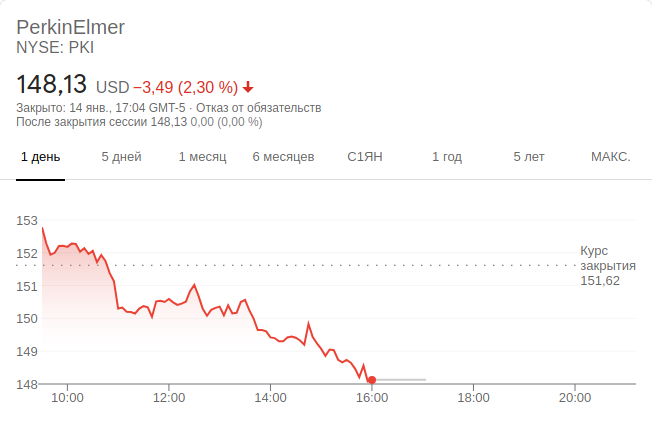 PerkinElmer
NYSE: PKI
148,13 USD −3,49 (2,30 %)
Закрыто: 14 янв., 17:04 GMT-5 · Отказ от обязательств
После закрытия сессии 148,13 0,00 (0,00 %)
1 день 5 дней 1 месяц 6 месяцев С1ЯН 1 год 5 лет МАКС.
153
152
151
150
149
148
Курс
закрытия
151,62
10:00 12:00 14:00 16:00 18:00 20:00